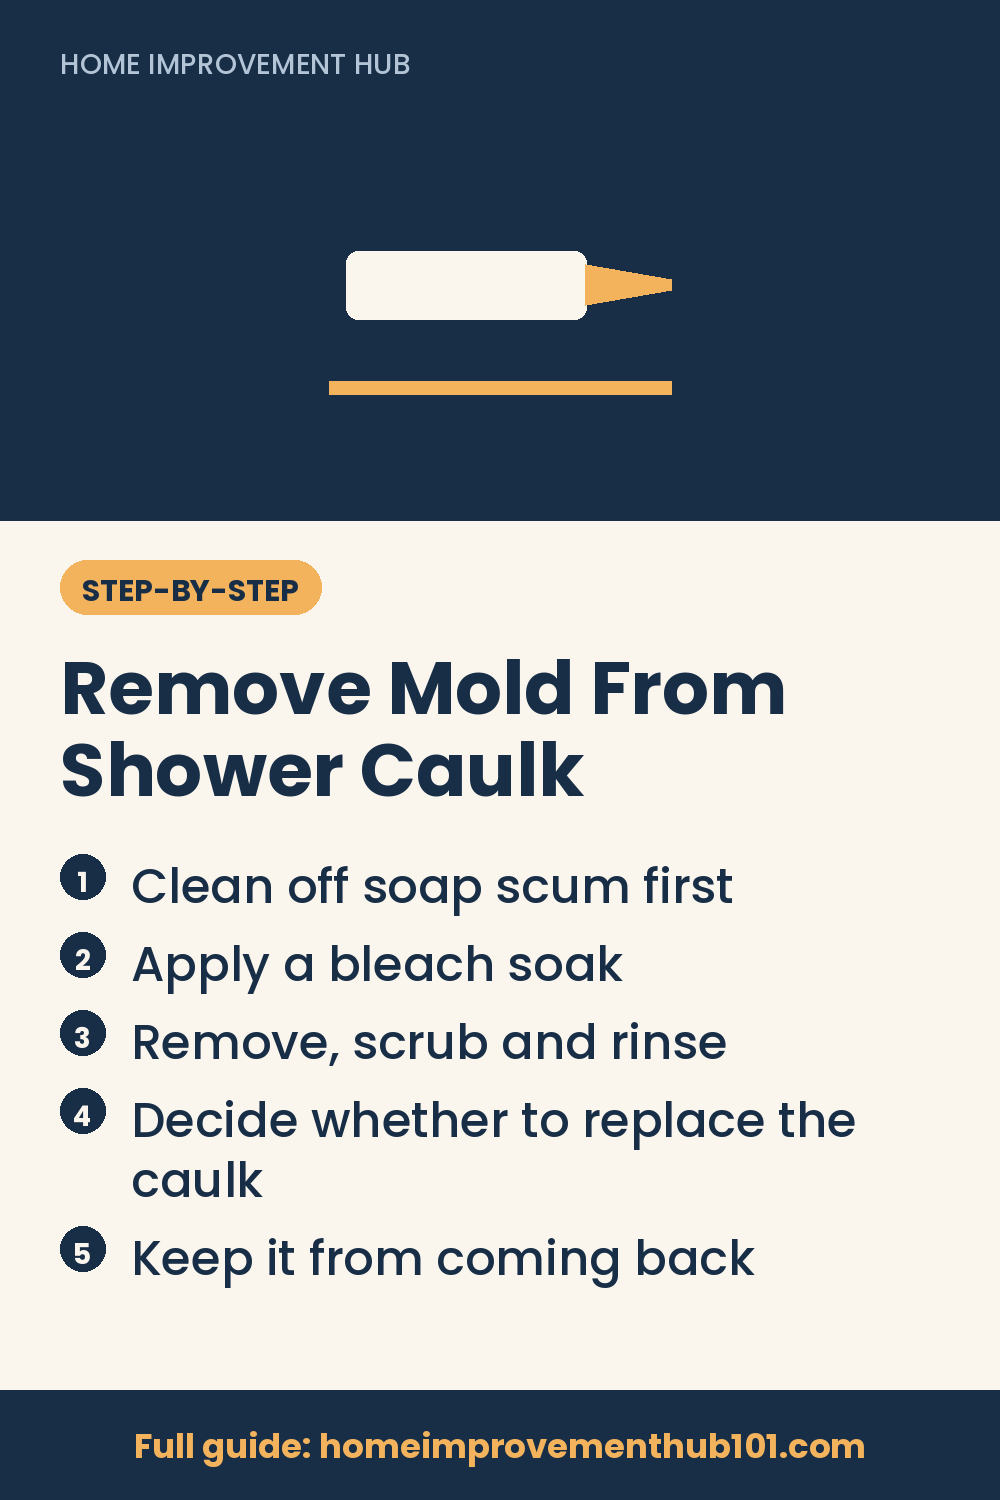 HOME IMPROVEMENT HUB
STEP-BY-STEP
Remove Mold From
Shower Caulk
1 Clean off soap scum first
2 Apply a bleach soak
3 Remove, scrub and rinse
4 Decide whether to replace the
caulk
5 Keep it from coming back
Full guide: homeimprovementhub101.com